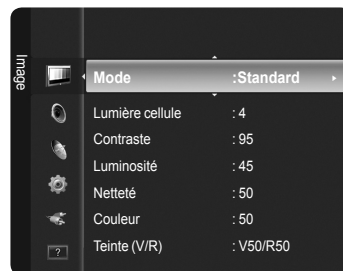 Image
Mode :Standard
Lumière cellule : 4
Contraste : 95
Luminosité : 45
Netteté : 50
Couleur : 50
Teinte (V/R) : V50/R50
?